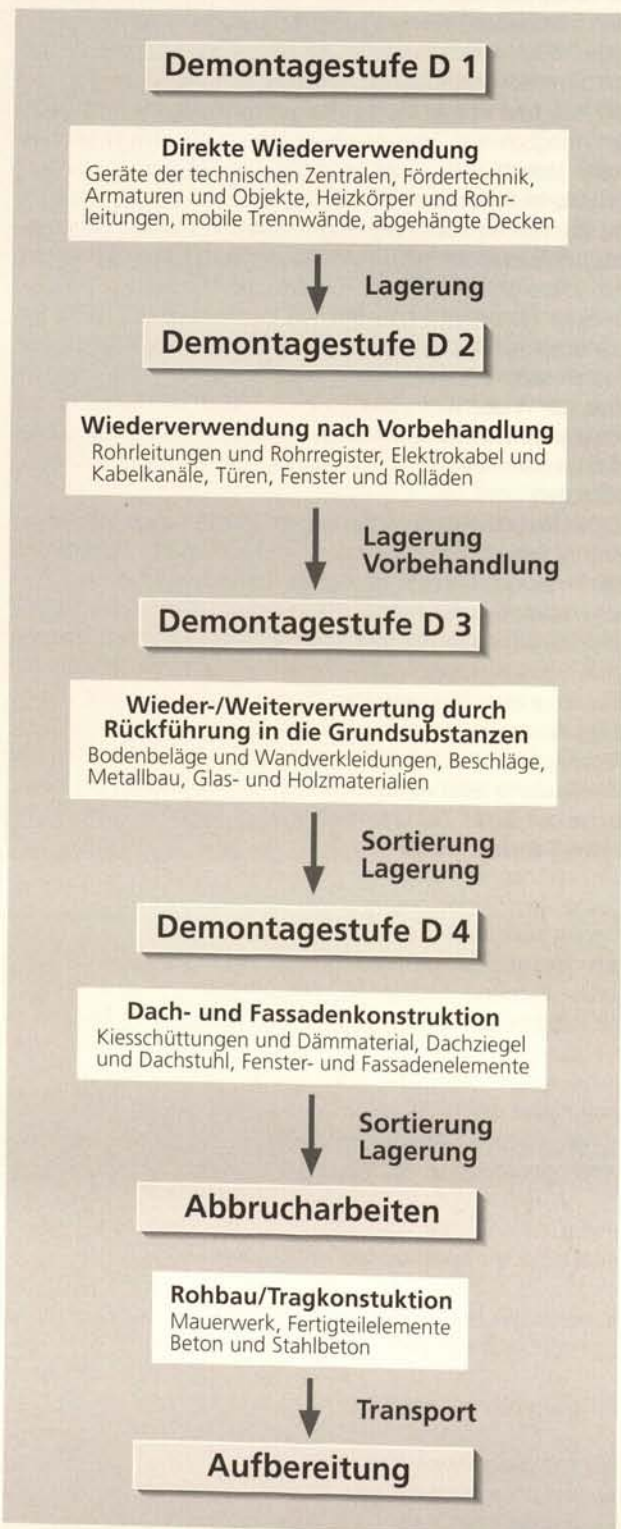 Demontagestufe D 1
Direkte Wiederverwendung
Geräte der technischen Zentralen, Fördertechnik,
Armaturen und Objekte, Heizkörper und Rohr-
leitungen, mobile Trennwände, abgehängte Decken
Lagerung
Demontagestufe D 2
Wiederverwendung nach Vorbehandlung
Rohrleitungen und Rohrregister, Elektrokabel und
Kabelkanäle, Türen, Fenster und Rolläden
Lagerung
Vorbehandlung
Demontagestufe D 3
Wieder-/Weiterverwertung durch
Rückführung in die Grundsubstanzen
Bodenbeläge und Wandverkleidungen, Beschläge,
Metallbau, Glas- und Holzmaterialien
Sortierung
Lagerung
Demontagestufe D 4
Dach- und Fassadenkonstruktion
Kiesschüttungen und Dämmaterial, Dachziegel
und Dachstuhl, Fenster- und Fassadenelemente
Sortierung
Lagerung
Abbrucharbeiten
Rohbau/Tragkonstuktion
Mauerwerk, Fertigteilelemente
Beton und Stahlbeton
Transport
Aufbereitung